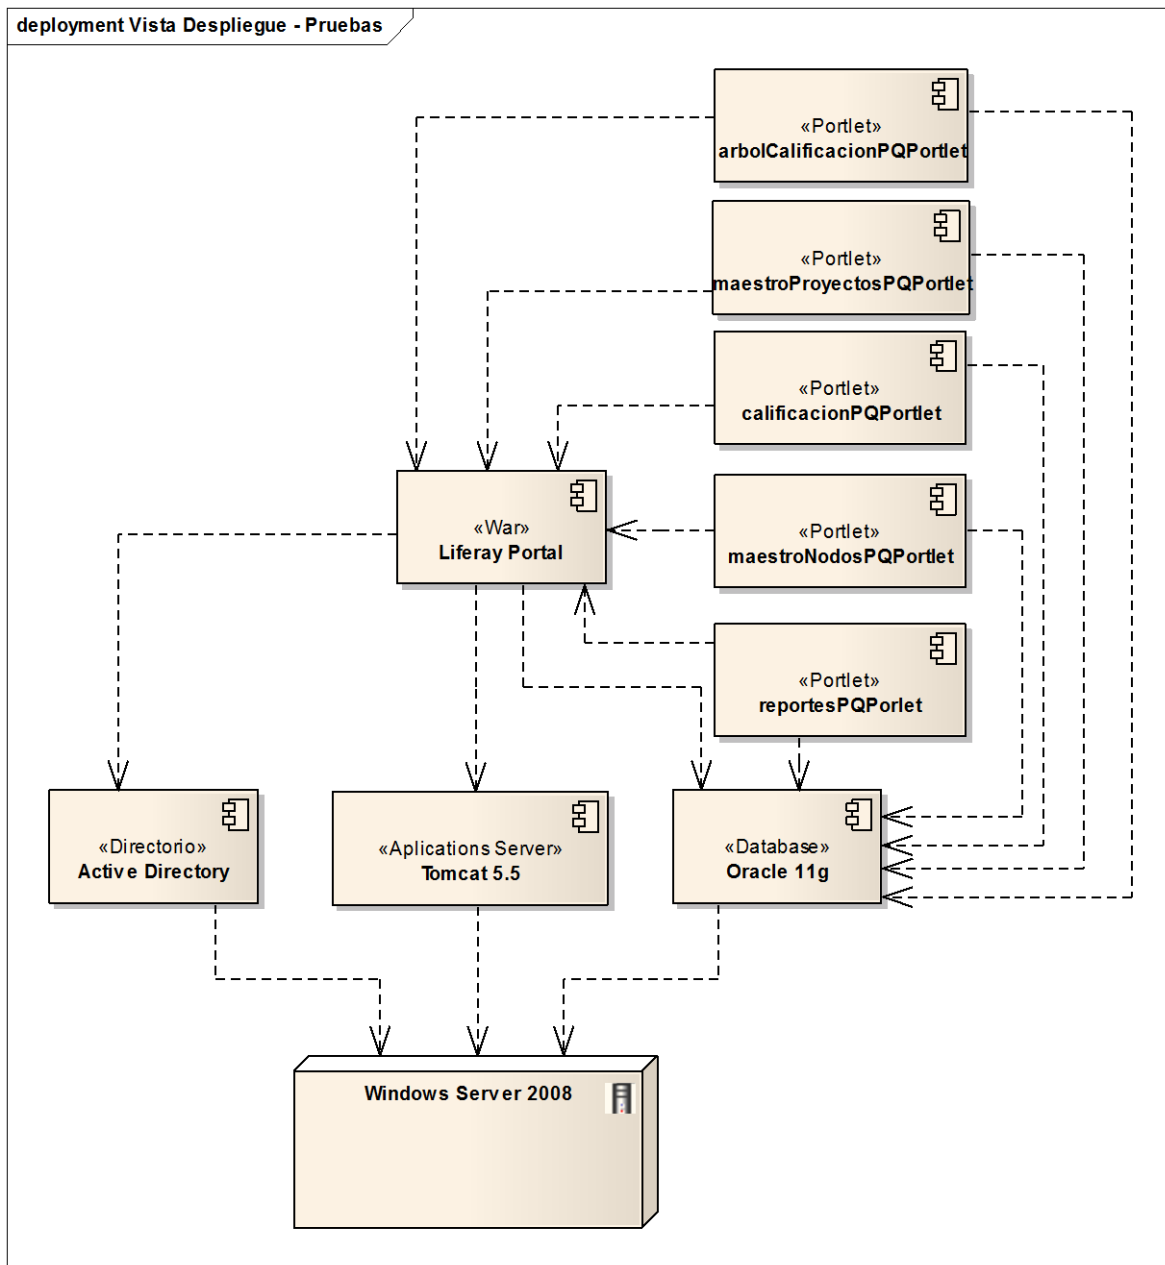 deployment Vista Despliegue - Pruebas
«Portlet»
arbolCalificacionPQPortlet
«Portlet»
maestroProyectosPQPortlet
«Portlet»
calificacionPQPortlet
«War»
Liferay Portal
«Portlet»
maestroNodosPQPortlet
«Portlet»
reportesPQPorlet
«Directorio»
Active Directory
«Aplications Server»
Tomcat 5.5
«Database»
Oracle 11g
Windows Server 2008